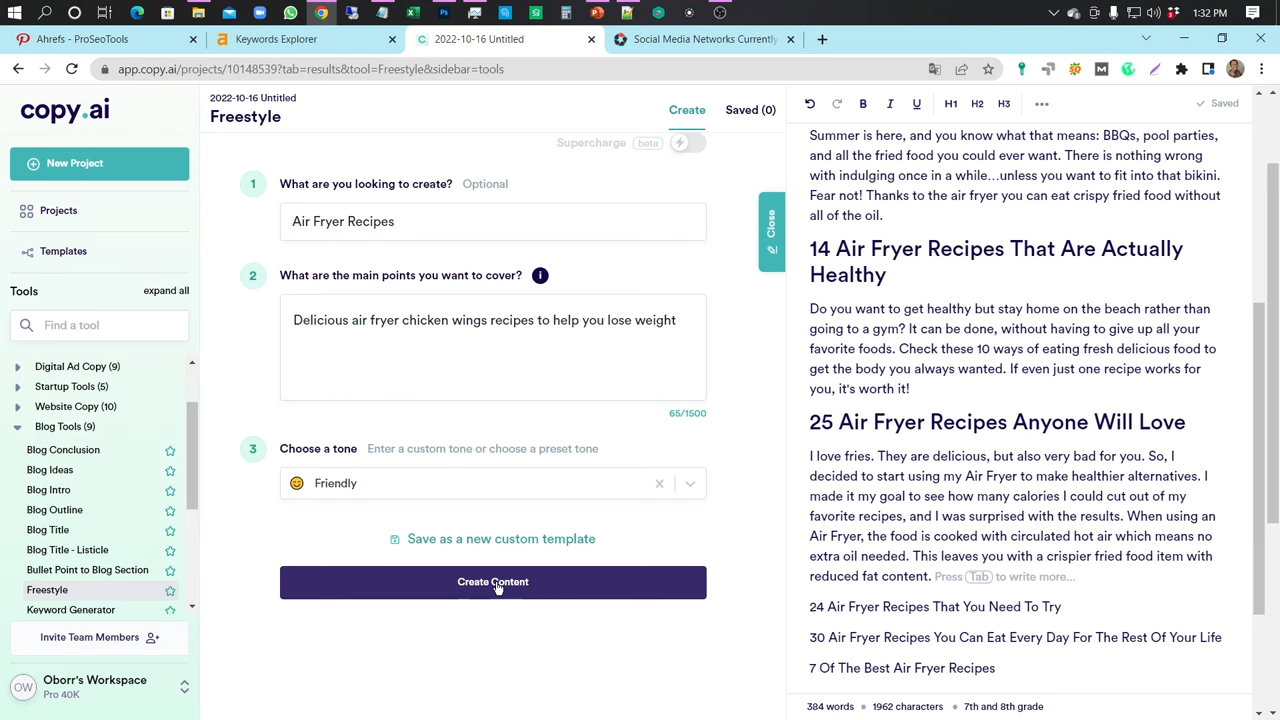 1:32 PM
Ahrefs - ProSeoTools
Keywords Explorer
2022-10-16 Untitled
Social Media Networks Currently
app.copy.ai/projects/10148539?tab=results&tool=Freestyle&sidebar=tools
copy.ai
New Project
Projects
Templates
Tools
expand all
Find a tool
Digital Ad Copy (9)
Startup Tools (5)
Website Copy (10)
Blog Tools (9)
Blog Conclusion
Blog Ideas
Blog Intro
Blog Outline
Blog Title
Blog Title - Listicle
Bullet Point to Blog Section
Freestyle
Keyword Generator
Invite Team Members
OW
Oborr's Workspace
Pro 40K
2022-10-16 Untitled
Freestyle
Create
Saved (0)
Supercharge beta
1
What are you looking to create? Optional
Air Fryer Recipes
2
What are the main points you want to cover? i
Delicious air fryer chicken wings recipes to help you lose weight
65/1500
3
Choose a tone Enter a custom tone or choose a preset tone
Friendly
Save as a new custom template
Create Content
Close
B I U H1 H2 H3
Saved
Summer is here, and you know what that means: BBQs, pool parties,
and all the fried food you could ever want. There is nothing wrong
with indulging once in a while…unless you want to fit into that bikini.
Fear not! Thanks to the air fryer you can eat crispy fried food without
all of the oil.
14 Air Fryer Recipes That Are Actually
Healthy
Do you want to get healthy but stay home on the beach rather than
going to a gym? It can be done, without having to give up all your
favorite foods. Check these 10 ways of eating fresh delicious food to
get the body you always wanted. If even just one recipe works for
you, it's worth it!
25 Air Fryer Recipes Anyone Will Love
I love fries. They are delicious, but also very bad for you. So, I
decided to start using my Air Fryer to make healthier alternatives. I
made it my goal to see how many calories I could cut out of my
favorite recipes, and I was surprised with the results. When using an
Air Fryer, the food is cooked with circulated hot air which means no
extra oil needed. This leaves you with a crispier fried food item with
reduced fat content. Press Tab to write more...
24 Air Fryer Recipes That You Need To Try
30 Air Fryer Recipes You Can Eat Every Day For The Rest Of Your Life
7 Of The Best Air Fryer Recipes
384 words • 1962 characters • 7th and 8th grade